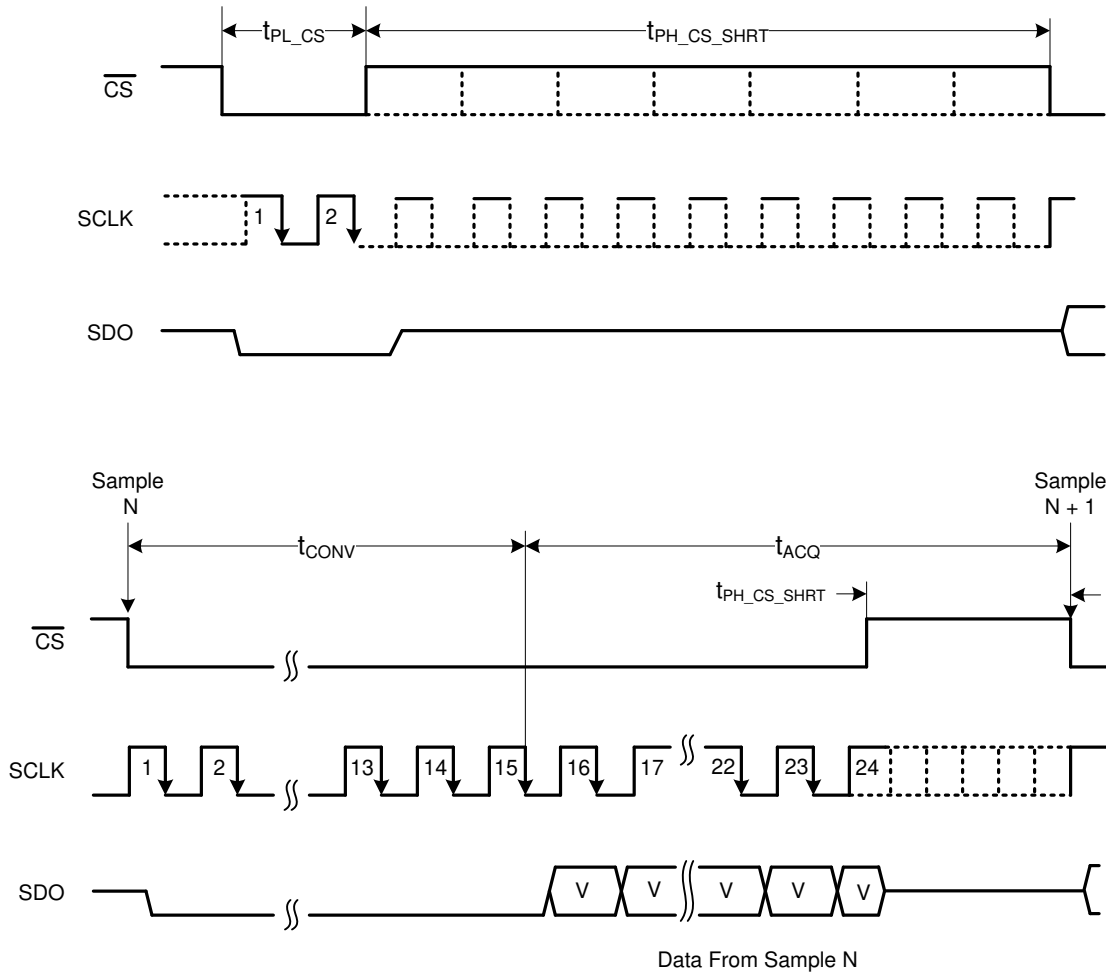 tPL_CS tPH_CS_SHRT
CS
SCLK 1 2
SDO
Sample N
Sample N + 1
tCONV tACQ
tPH_CS_SHRT
CS
SCLK 1 2 13 14 15 16 17 22 23 24
SDO V V V V V
Data From Sample N